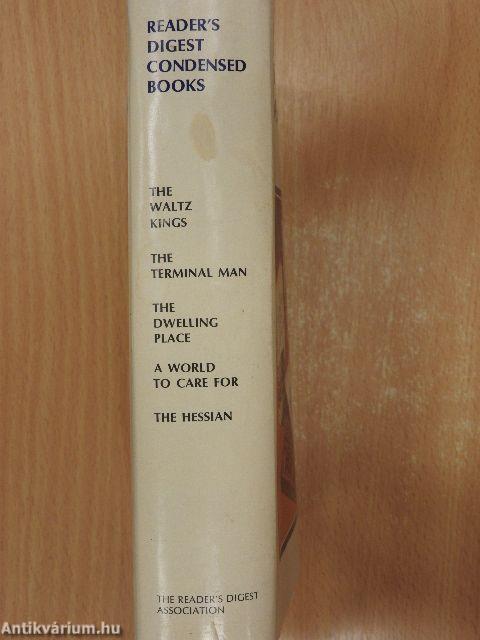 READER'S
DIGEST
CONDENSED
BOOKS
THE
WALTZ
KINGS
THE
TERMINAL MAN
THE
DWELLING
PLACE
A WORLD
TO CARE FOR
THE HESSIAN
THE READER'S DIGEST
ASSOCIATION
Antikvárium.hu